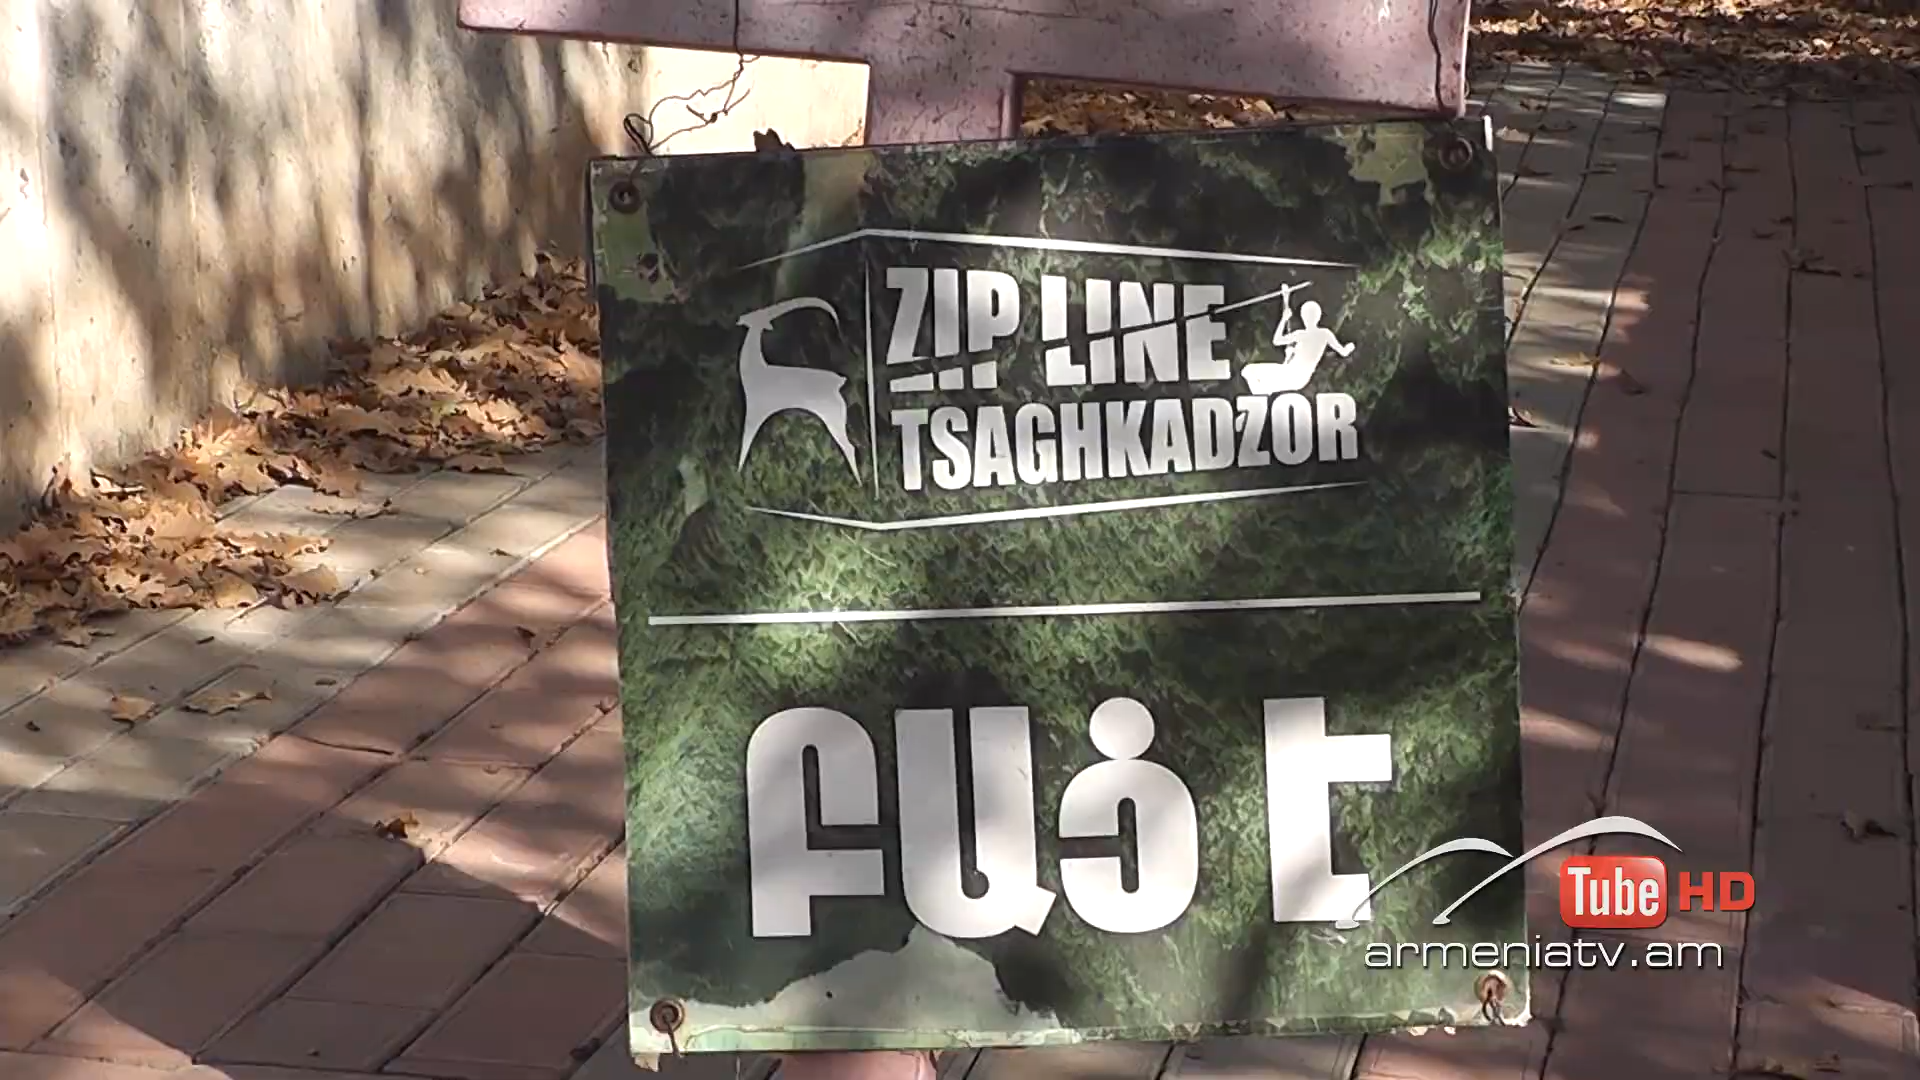 ZIP LINE
TSAGHKADZOR
ԲԱՑ Է
Tube HD
armeniatv.am